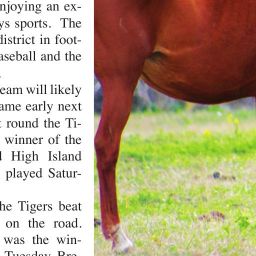 njoying an ex-
ys sports. The
district in foot-
aseball and the
eam will likely
ame early next
round the Ti-
winner of the
High Island
played Satur-
he Tigers beat
on the road.
was the win-
Tuesday, Bre-